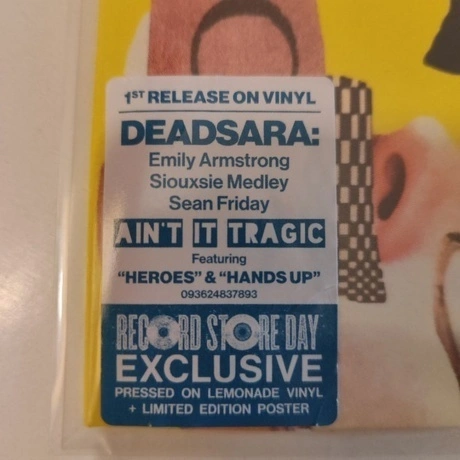 1ST RELEASE ON VINYL
DEADSARA:
Emily Armstrong
Siouxsie Medley
Sean Friday
AIN'T IT TRAGIC
Featuring
“HEROES” & “HANDS UP”
093624837893
RECORD STORE DAY
EXCLUSIVE
PRESSED ON LEMONADE VINYL
+ LIMITED EDITION POSTER